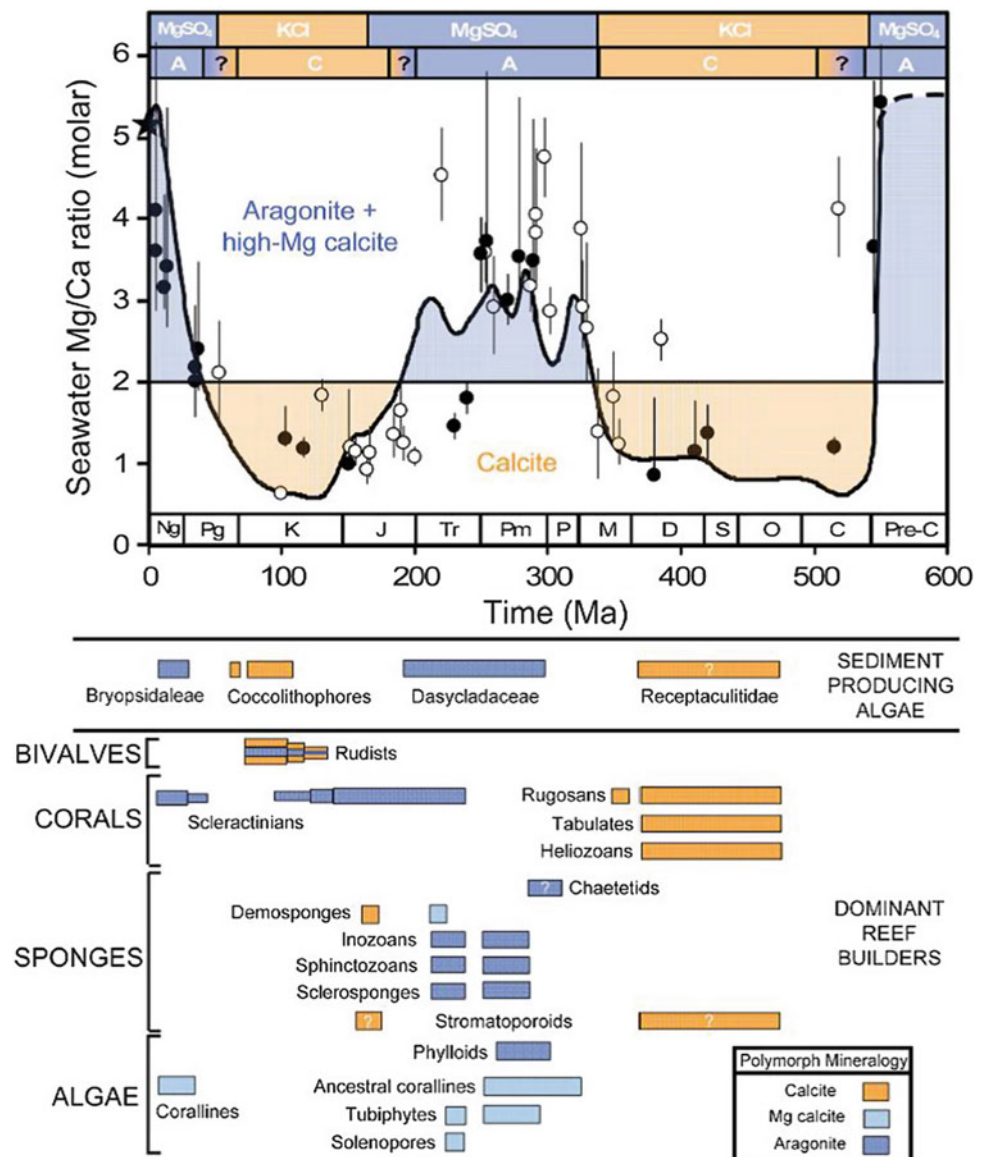 MgSO₄ KCl MgSO₄ KCl MgSO₄
A ? C ? A C ? A
6
5
4
3
2
1
0
Seawater Mg/Ca ratio (molar)
Aragonite +
high-Mg calcite
Calcite
Ng Pg K J Tr Pm P M D S O C Pre-C
0 100 200 300 400 500 600
Time (Ma)
Bryopsidaleae
Coccolithophores
Dasycladaceae
?
Receptaculitidae
SEDIMENT
PRODUCING
ALGAE
BIVALVES
Rudists
CORALS
Scleractinians
Rugosans
Tabulates
Heliozoans
SPONGES
? Chaetetids
Demosponges
Inozoans
Sphinctozoans
Sclerosponges
? Stromatoporoids ?
DOMINANT
REEF
BUILDERS
ALGAE
Phylloids
Ancestral corallines
Corallines
Tubiphytes
Solenopores
Polymorph Mineralogy
Calcite
Mg calcite
Aragonite